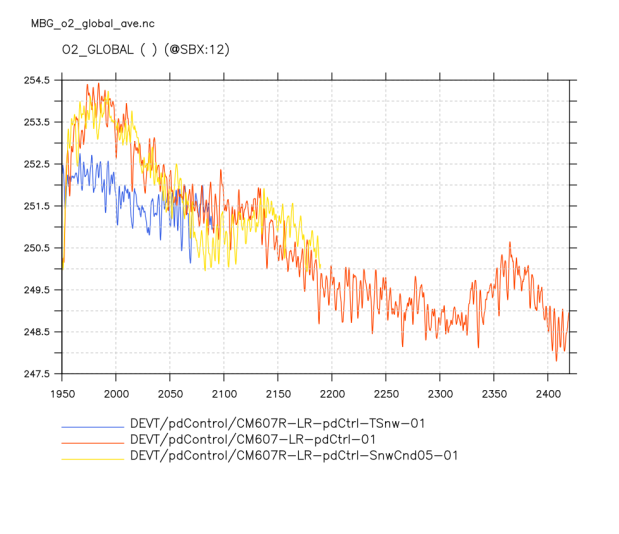 MBG_o2_global_ave.nc
O2_GLOBAL ( ) (@SBX:12)
254.5
253.5
252.5
251.5
250.5
249.5
248.5
247.5
1950 2000 2050 2100 2150 2200 2250 2300 2350 2400
DEVT/pdControl/CM607R-LR-pdCtrl-TSnw-01
DEVT/pdControl/CM607-LR-pdCtrl-01
DEVT/pdControl/CM607R-LR-pdCtrl-SnwCnd05-01